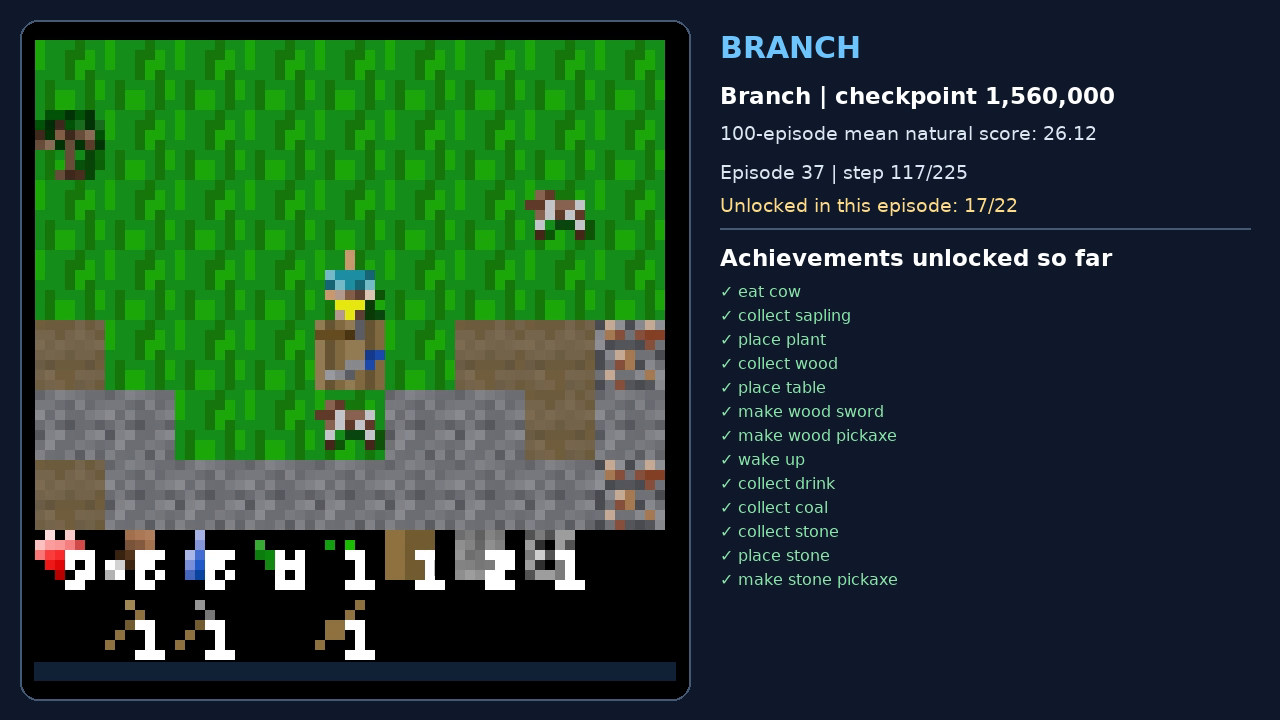 BRANCH
Branch | checkpoint 1,560,000
100-episode mean natural score: 26.12
Episode 37 | step 117/225
Unlocked in this episode: 17/22
Achievements unlocked so far
✓ eat cow
✓ collect sapling
✓ place plant
✓ collect wood
✓ place table
✓ make wood sword
✓ make wood pickaxe
✓ wake up
✓ collect drink
✓ collect coal
✓ collect stone
✓ place stone
✓ make stone pickaxe